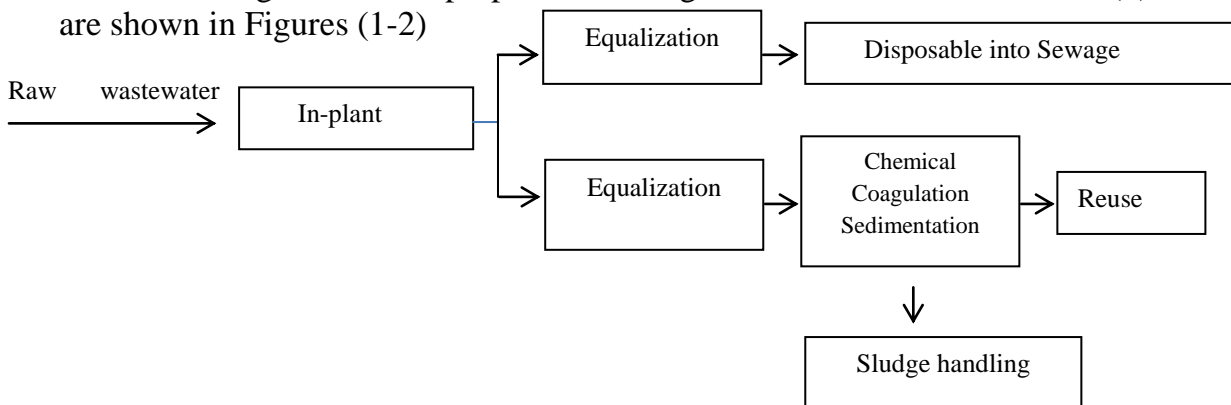 are shown in Figures (1-2)
Equalization
Disposable into Sewage
Raw wastewater
In-plant
Equalization
Chemical
Coagulation
Sedimentation
Reuse
Sludge handling